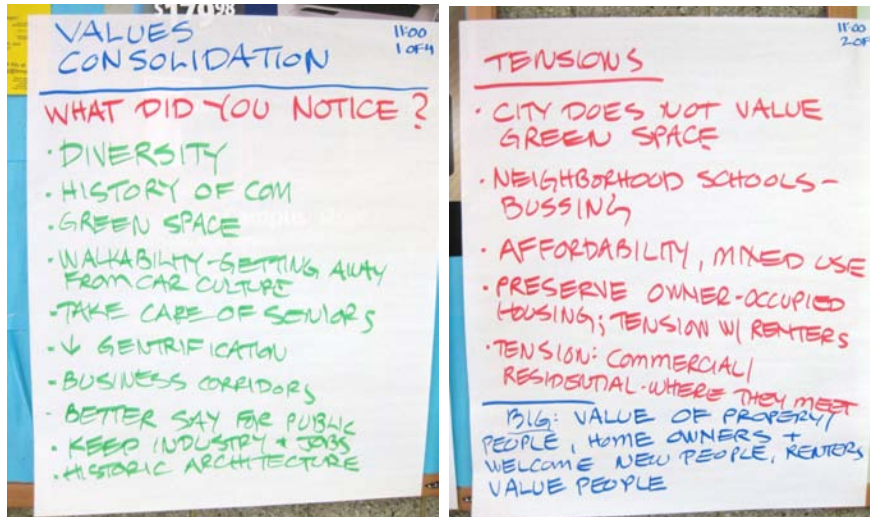 $179.98
VALUES
CONSOLIDATION
11:00
1 OF 4
WHAT DID YOU NOTICE?
· DIVERSITY
· HISTORY OF COM
· GREEN SPACE
· WALKABILITY - GETTING AWAY
FROM CAR CULTURE
· TAKE CARE OF SENIORS
· ↓ GENTRIFICATION
· BUSINESS CORRIDORS
· BETTER SAY FOR PUBLIC
· KEEP INDUSTRY + JOBS
· HISTORIC ARCHITECTURE
11:00
2 OF
TENSIONS
· CITY DOES NOT VALUE
GREEN SPACE
· NEIGHBORHOOD SCHOOLS -
BUSSING
· AFFORDABILITY, MIXED USE
· PRESERVE OWNER-OCCUPIED
HOUSING; TENSION W/ RENTERS
· TENSION: COMMERCIAL/
RESIDENTIAL - WHERE THEY MEET
BIG: VALUE OF PROPERTY/
PEOPLE, HOME OWNERS +
WELCOME NEW PEOPLE, RENTERS
VALUE PEOPLE